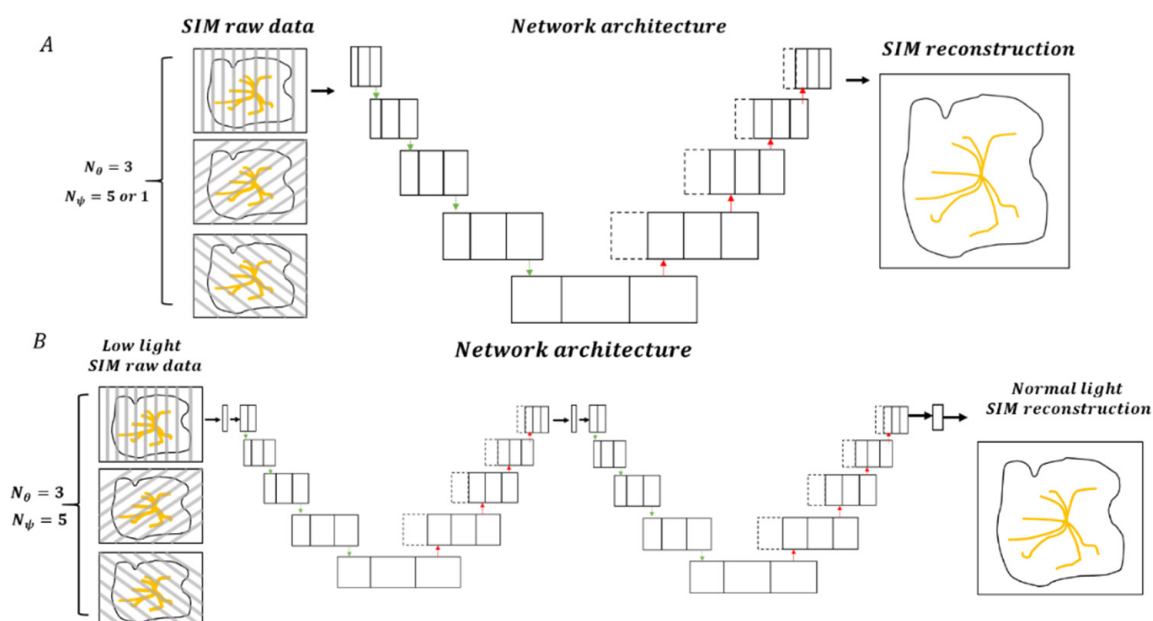 A
SIM raw data
Network architecture
SIM reconstruction
N_θ = 3
N_ψ = 5 or 1
B
Low light
SIM raw data
Network architecture
Normal light
SIM reconstruction
N_θ = 3
N_ψ = 5